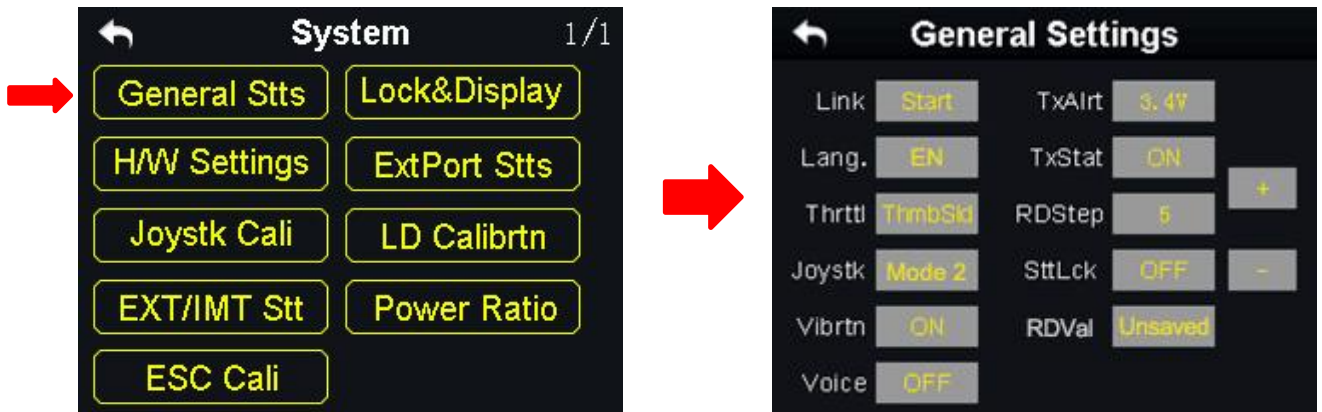 System 1/1
General Stts Lock&Display
H/W Settings ExtPort Stts
Joystk Cali LD Calibrtn
EXT/IMT Stt Power Ratio
ESC Cali
General Settings
Link Start TxAlrt 3.4V
Lang. EN TxStat ON
+
Thrttl ThmbSld RDStep 5
Joystk Mode 2 SttLck OFF -
Vibrtn ON RDVal Unsaved
Voice OFF